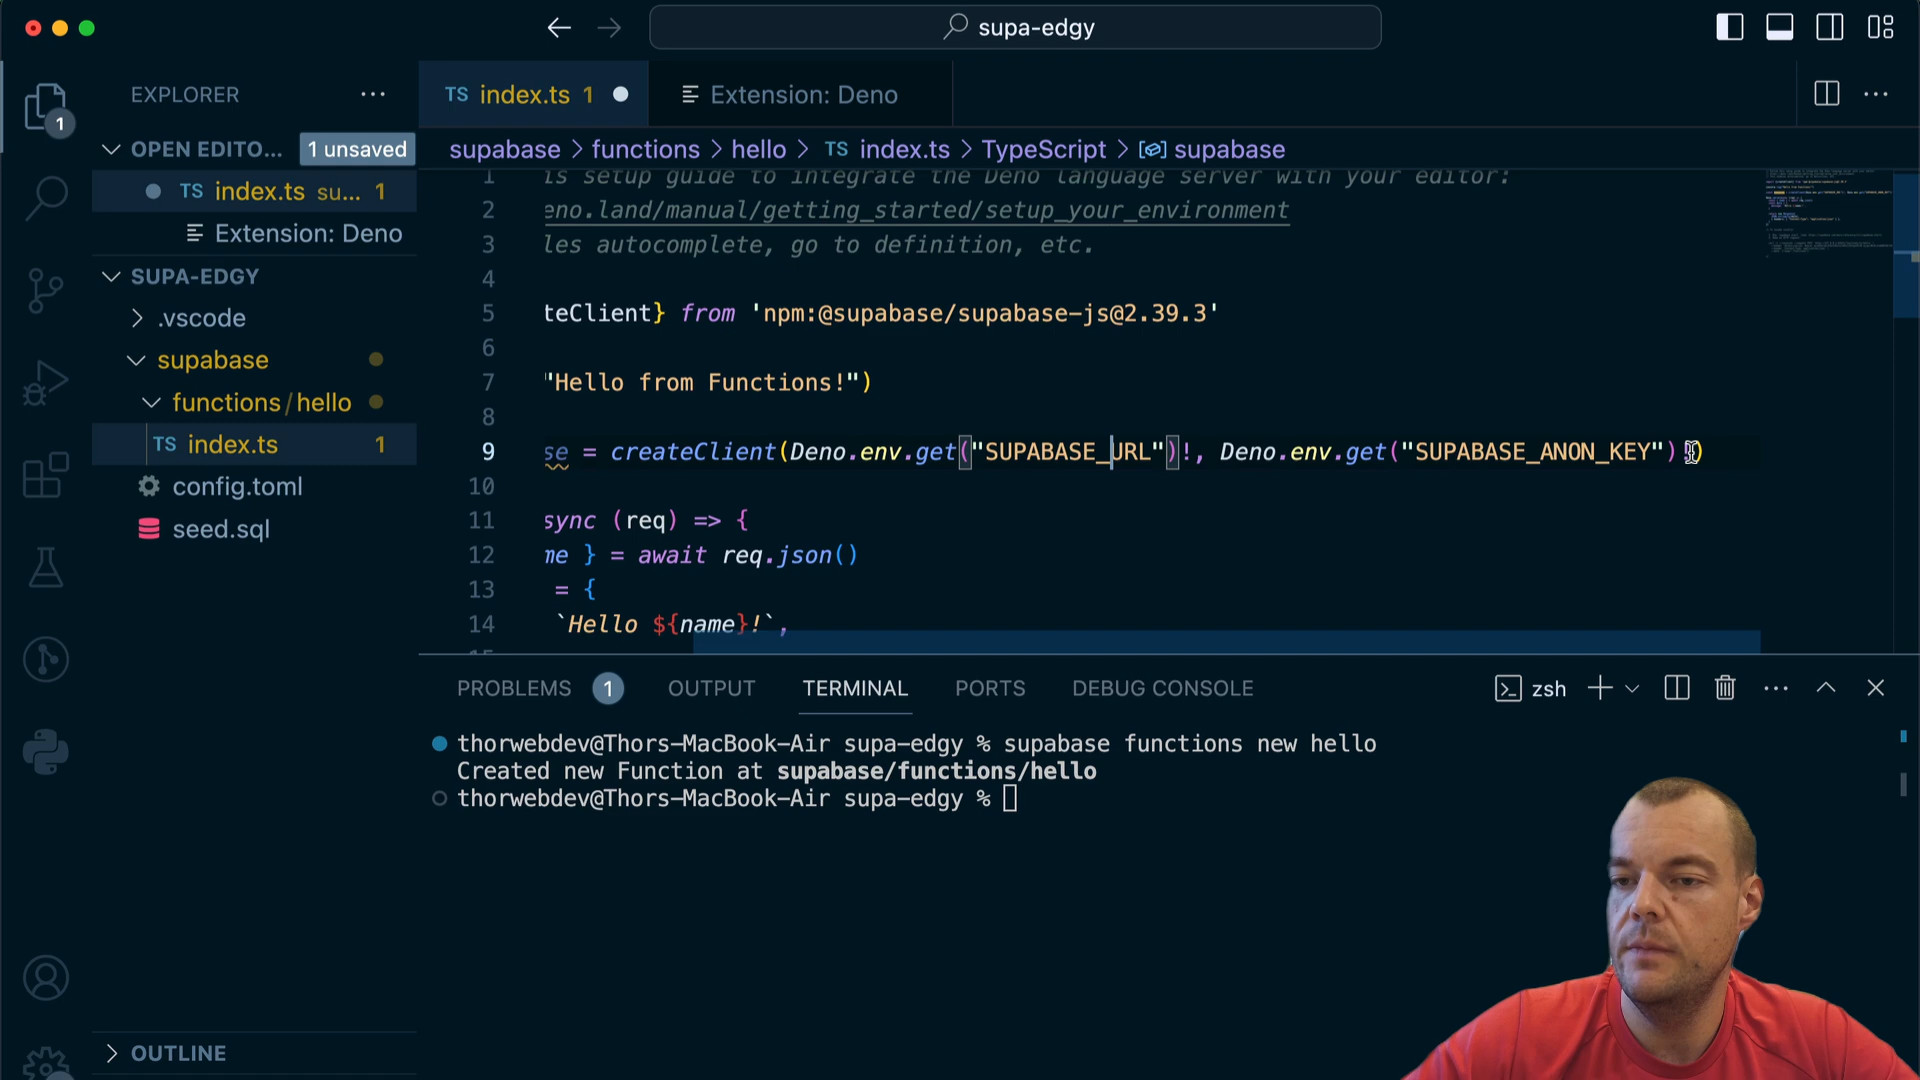 supa-edgy
EXPLORER
TS index.ts 1
Extension: Deno
1
OPEN EDITO...
1 unsaved
supabase > functions > hello > TS index.ts > TypeScript > supabase
TS index.ts su... 1
Extension: Deno
SUPA-EDGY
.vscode
supabase
functions/hello
TS index.ts 1
config.toml
seed.sql
1 is setup guide to integrate the Deno language server with your editor:
2 eno.land/manual/getting_started/setup_your_environment
3 les autocomplete, go to definition, etc.
4
5 teClient} from 'npm:@supabase/supabase-js@2.39.3'
6
7 "Hello from Functions!")
8
9 se = createClient(Deno.env.get("SUPABASE_URL")!, Deno.env.get("SUPABASE_ANON_KEY")!)
10
11 sync (req) => {
12 me } = await req.json()
13 = {
14 `Hello ${name}!`,
PROBLEMS 1 OUTPUT TERMINAL PORTS DEBUG CONSOLE
zsh
thorwebdev@Thors-MacBook-Air supa-edgy % supabase functions new hello
Created new Function at supabase/functions/hello
thorwebdev@Thors-MacBook-Air supa-edgy %
OUTLINE